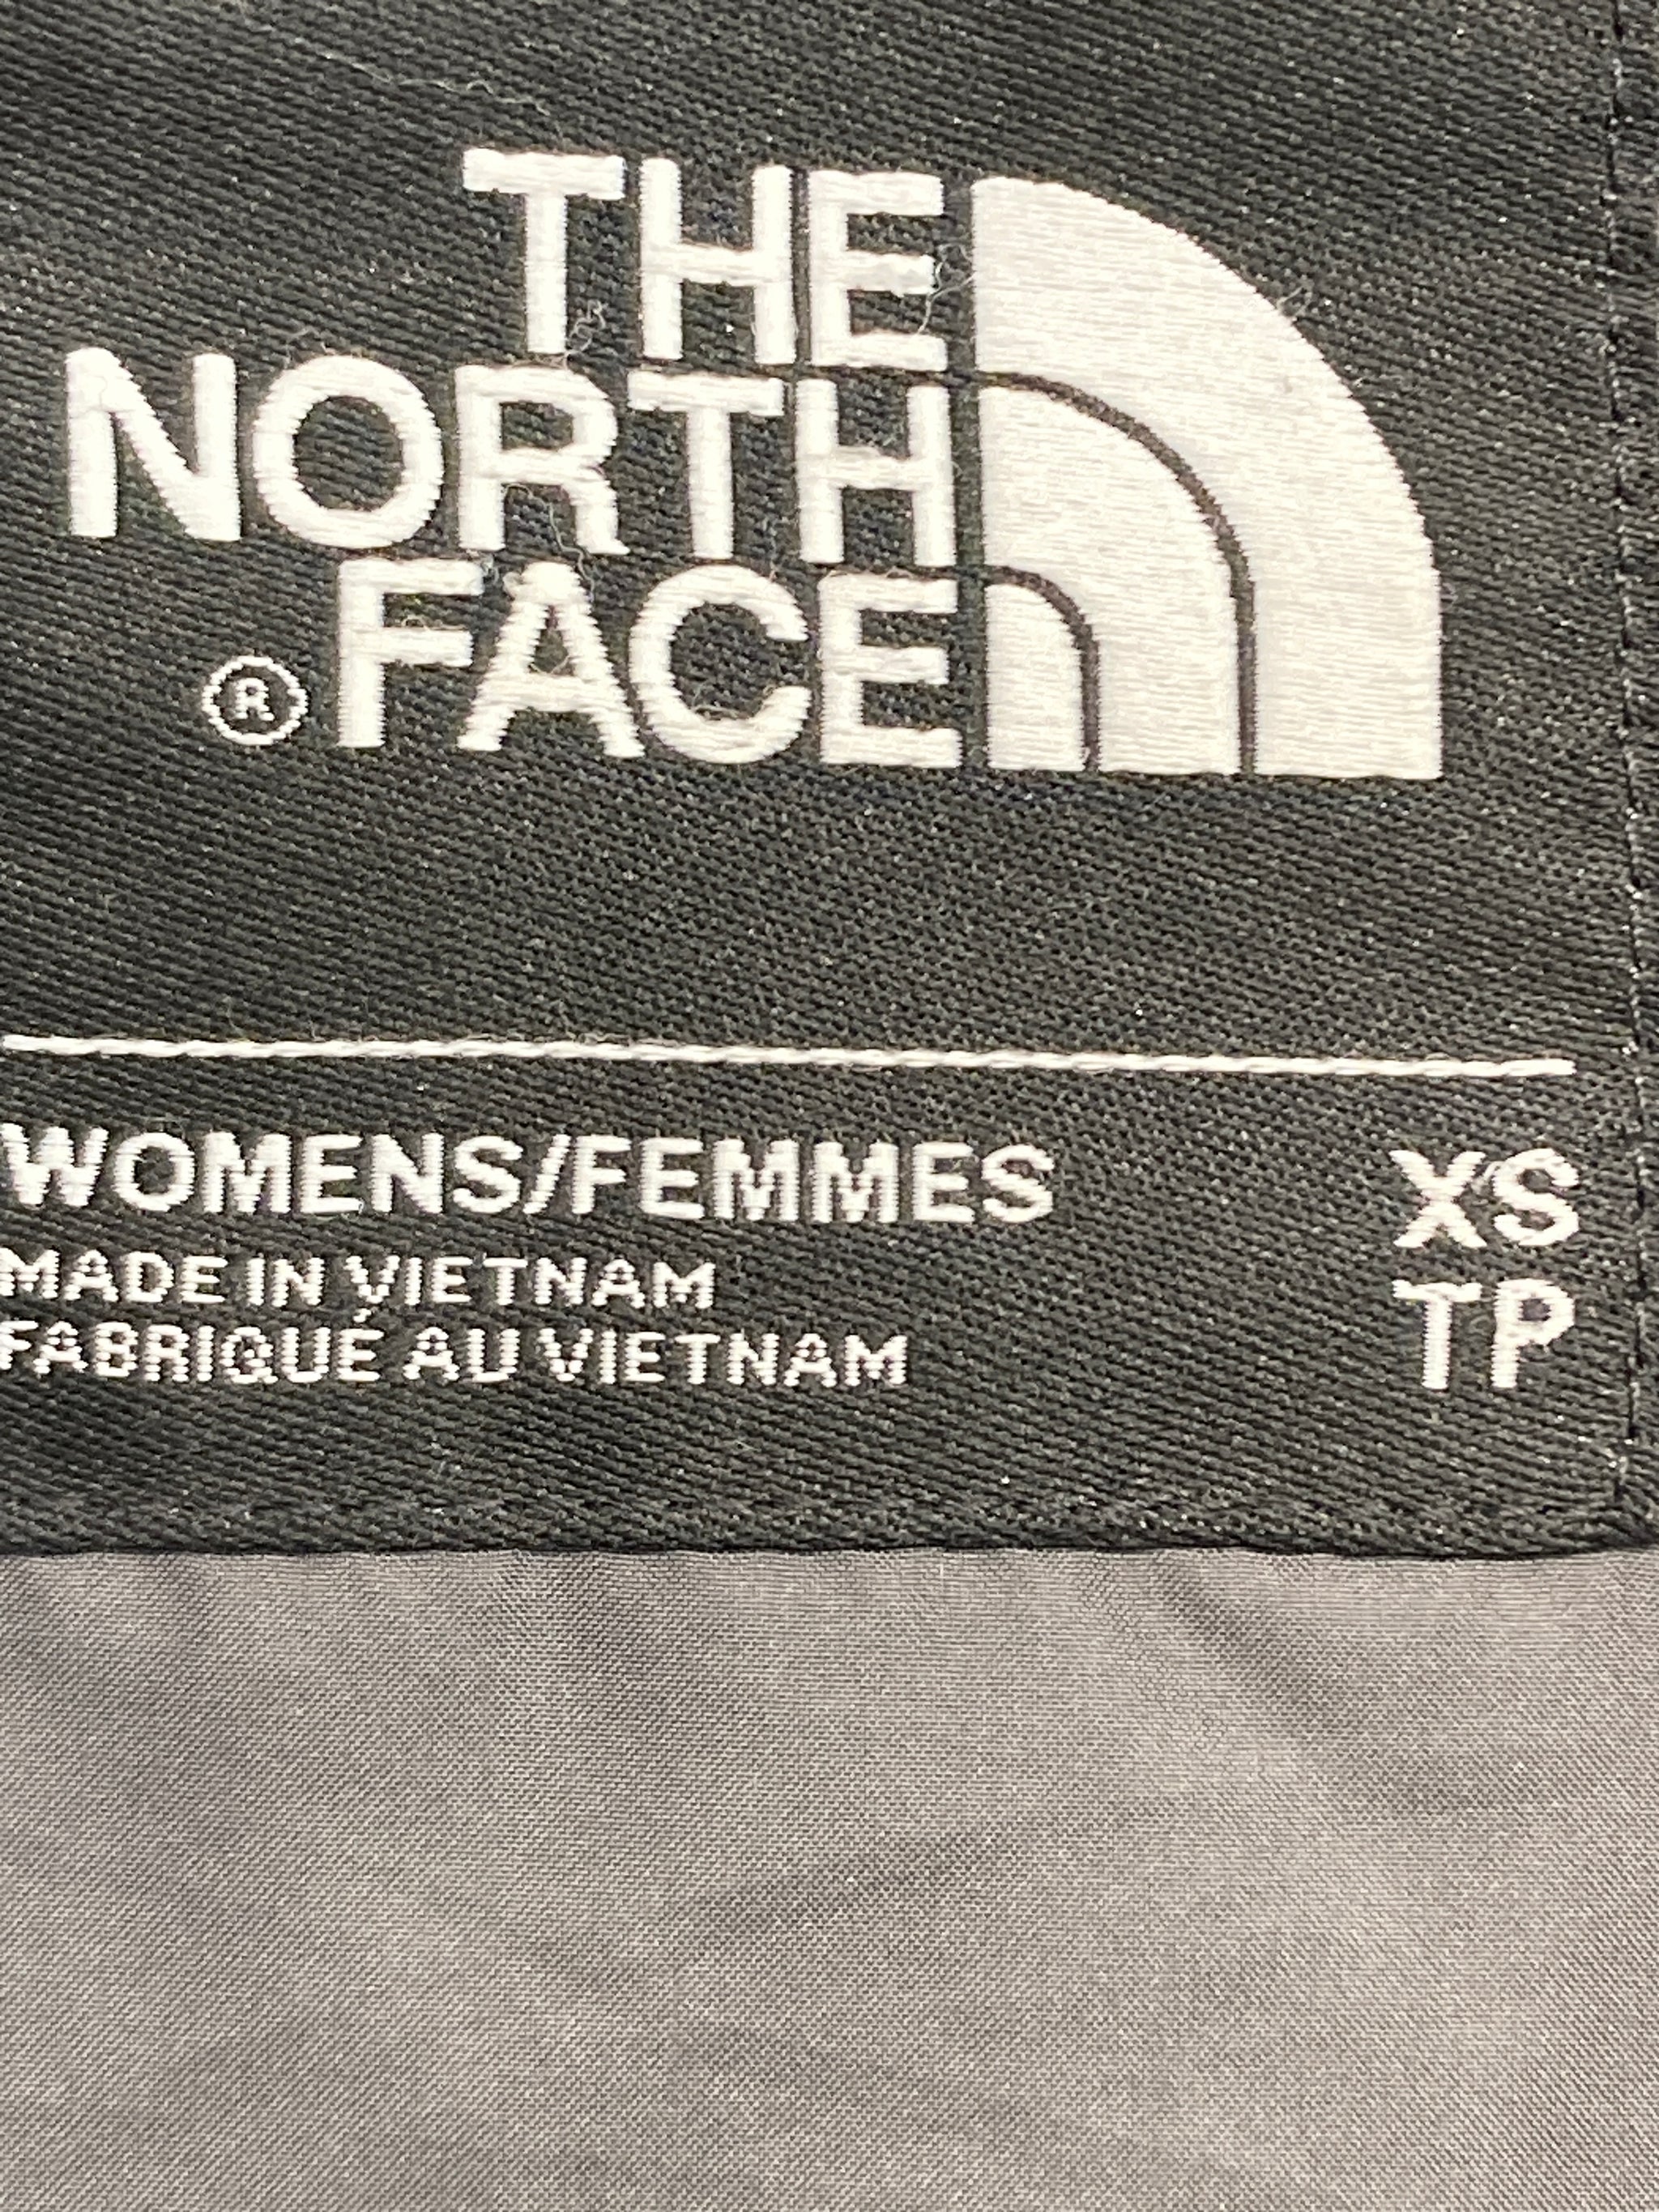 THE
NORTH
® FACE
WOMENS/FEMMES XS
MADE IN VIETNAM TP
FABRIQUÉ AU VIETNAM